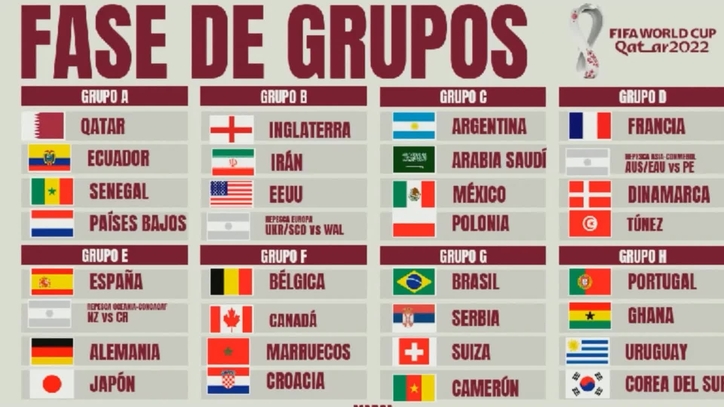 FASE DE GRUPOS
FIFA WORLD CUP
Qatar2022
GRUPO A
QATAR
ECUADOR
SENEGAL
PAÍSES BAJOS
GRUPO B
INGLATERRA
IRÁN
EEUU
REPESCA EUROPA
UKR/SCO vs WAL
GRUPO C
ARGENTINA
ARABIA SAUDÍ
MÉXICO
POLONIA
GRUPO D
FRANCIA
REPESCA ASIA-CONMEBOL
AUS/EAU vs PE
DINAMARCA
TÚNEZ
GRUPO E
ESPAÑA
REPESCA OCEANIA-CONCACAF
NZ vs CR
ALEMANIA
JAPÓN
GRUPO F
BÉLGICA
CANADÁ
MARRUECOS
CROACIA
GRUPO G
BRASIL
SERBIA
SUIZA
CAMERÚN
GRUPO H
PORTUGAL
GHANA
URUGUAY
COREA DEL SU